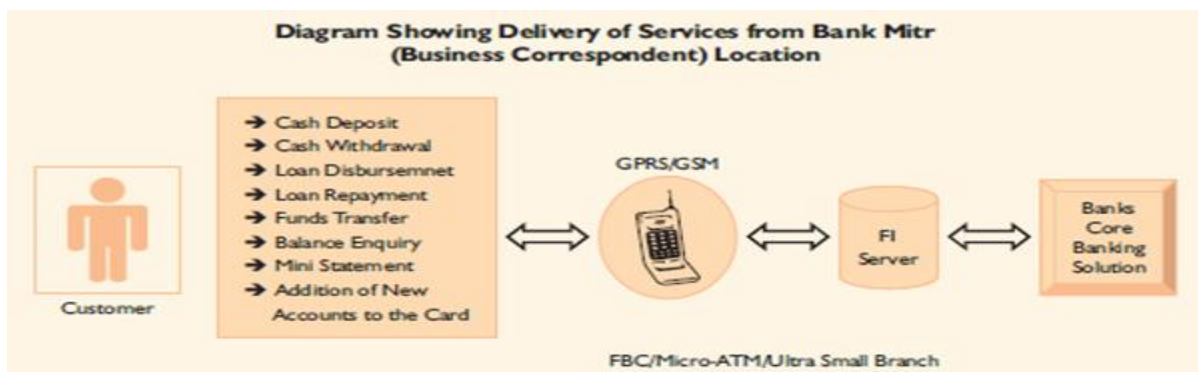 Diagram Showing Delivery of Services from Bank Mitr
(Business Correspondent) Location
Customer
→ Cash Deposit
→ Cash Withdrawal
→ Loan Disbursemnet
→ Loan Repayment
→ Funds Transfer
→ Balance Enquiry
→ Mini Statement
→ Addition of New
Accounts to the Card
GPRS/GSM
FI
Server
Banks
Core
Banking
Solution
FBC/Micro-ATM/Ultra Small Branch